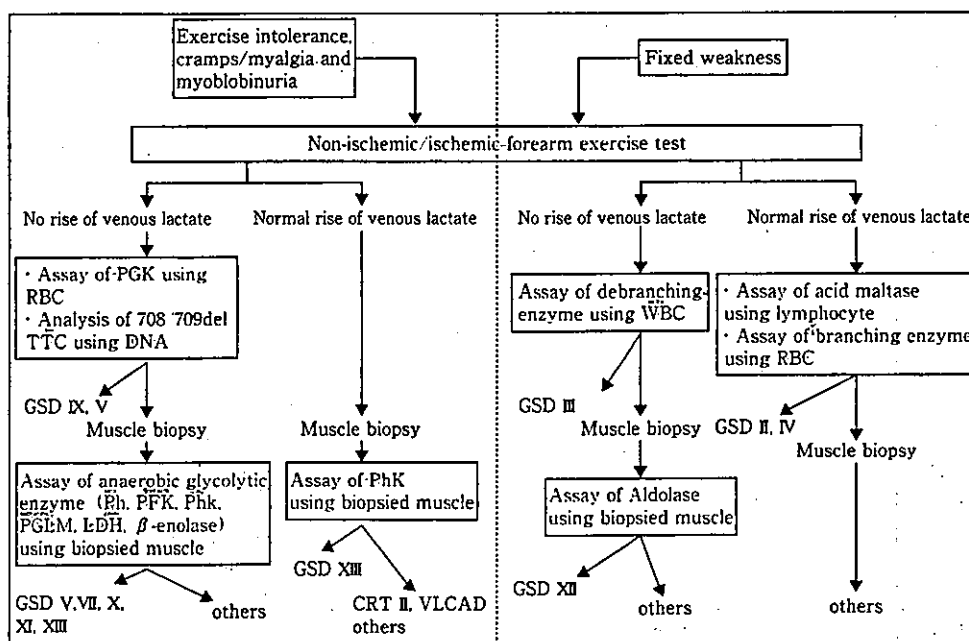 Exercise intolerance,
cramps/myalgia and
myoblobinuria
Fixed weakness
Non-ischemic/ischemic-forearm exercise test
No rise of venous lactate
Normal rise of venous lactate
No rise of venous lactate
Normal rise of venous lactate
・Assay of PGK using
RBC
・Analysis of 708 709del
TTC using DNA
Assay of debranching
enzyme using WBC
・Assay of acid maltase
using lymphocyte
・Assay of branching enzyme
using RBC
GSD Ⅸ, Ⅴ
GSD Ⅲ
GSD Ⅱ, Ⅳ
Muscle biopsy
Muscle biopsy
Muscle biopsy
Muscle biopsy
Assay of anaerobic glycolytic
enzyme (Ph, PFK, Phk,
PGLM, LDH, β-enolase)
using biopsied muscle
Assay of PhK
using biopsied muscle
Assay of Aldolase
using biopsied muscle
GSD XIII
GSD XII
GSD V,VII, X,
XI, XIII
others
CRT Ⅱ, VLCAD
others
others
others